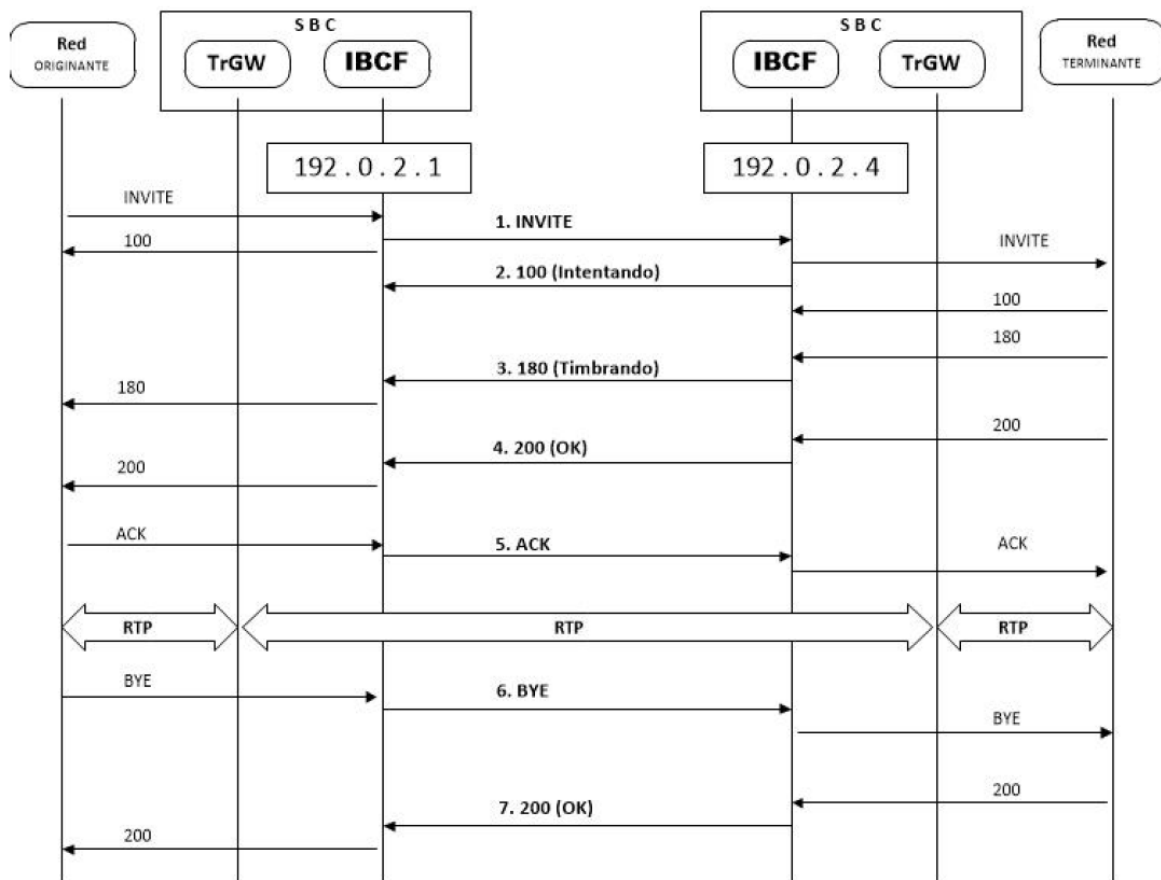 S B C
S B C
Red
ORIGINANTE
TrGW
IBCF
IBCF
TrGW
Red
TERMINANTE
192.0.2.1
192.0.2.4
INVITE
1. INVITE
100
INVITE
2. 100 (Intentando)
100
180
3. 180 (Timbrando)
180
200
4. 200 (OK)
200
ACK
5. ACK
ACK
RTP
RTP
RTP
BYE
6. BYE
BYE
200
7. 200 (OK)
200